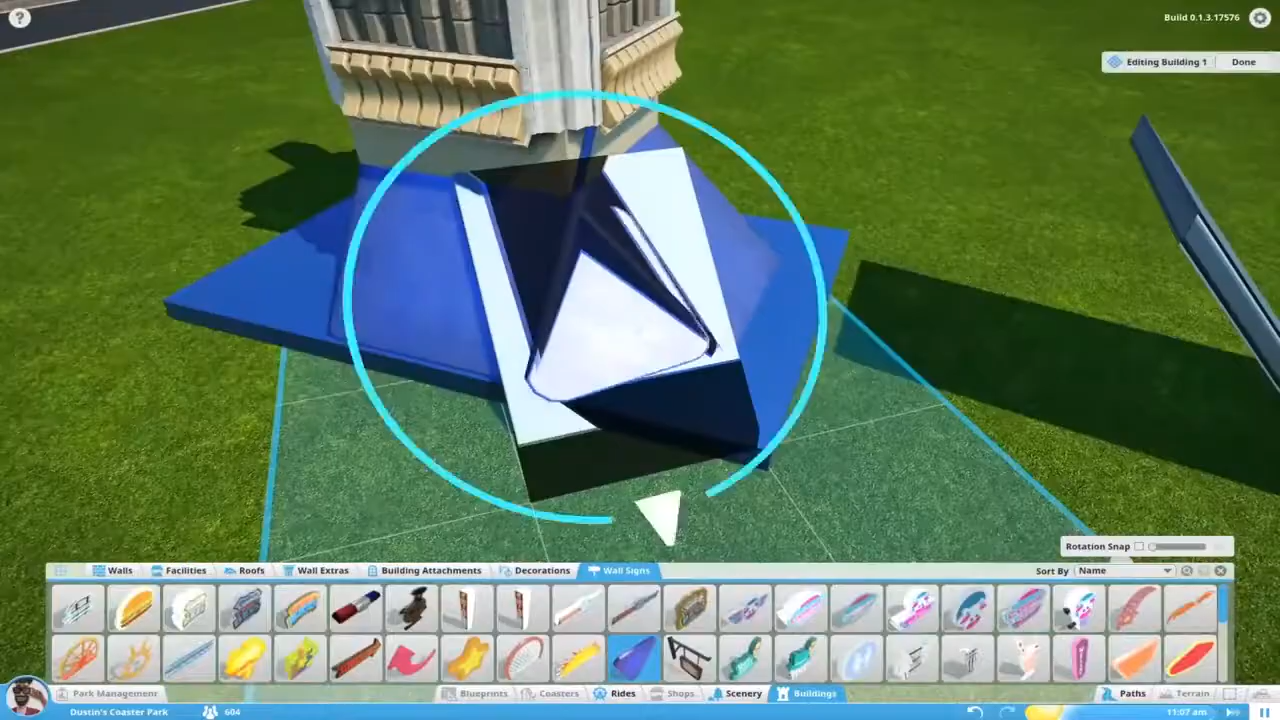 ?
Build 0.1.3.17576
Editing Building 1 Done
Rotation Snap
Walls Facilities Roofs Wall Extras Building Attachments Decorations Wall Signs Sort By Name
Park Management Blueprints Coasters Rides Shops Scenery Buildings Paths Terrain
Dustin's Coaster Park 604 11:07 am